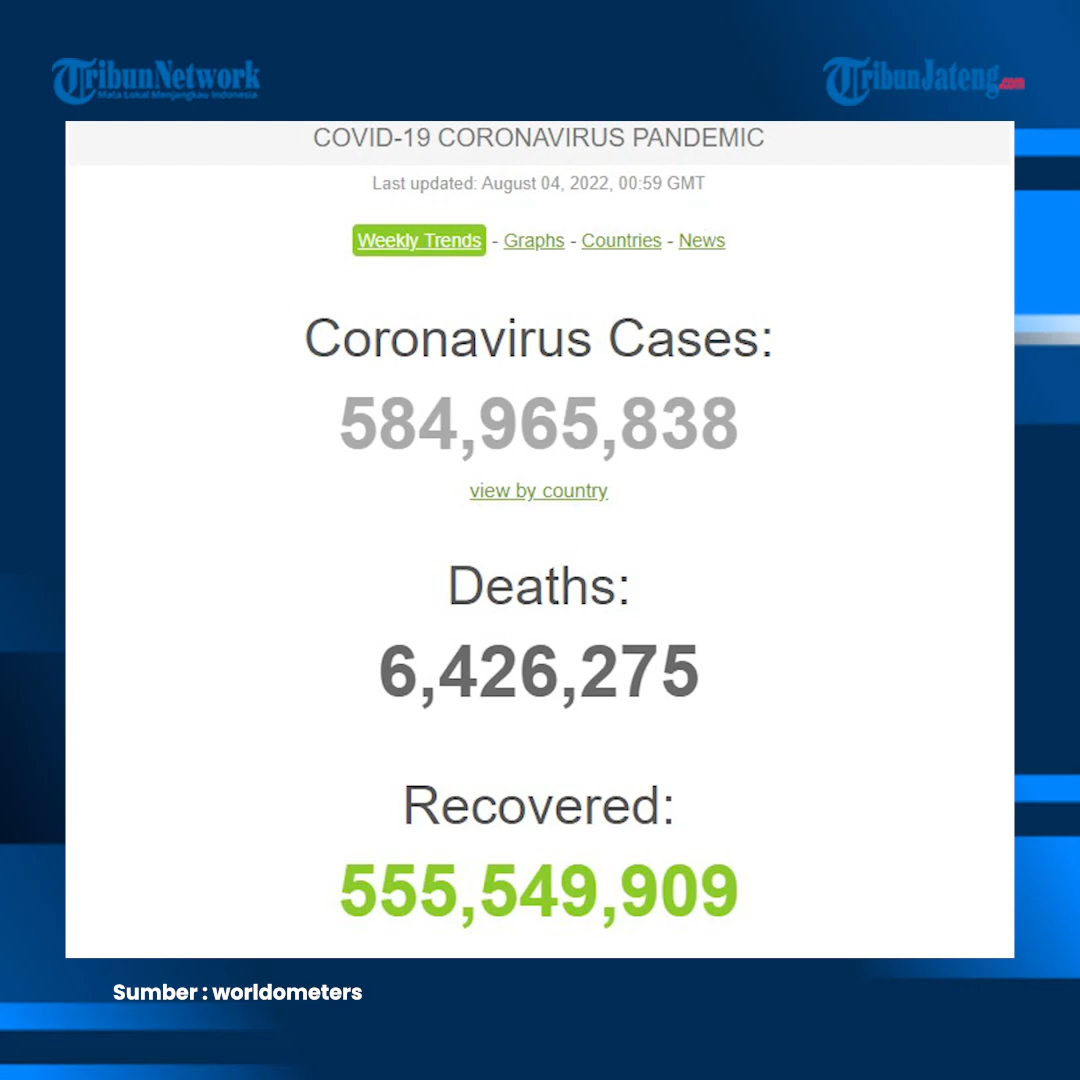 TribunNetwork
Mata Lokal Menjangkau Indonesia
TribunJateng.com
COVID-19 CORONAVIRUS PANDEMIC
Last updated: August 04, 2022, 00:59 GMT
Weekly Trends - Graphs - Countries - News
Coronavirus Cases:
584,965,838
view by country
Deaths:
6,426,275
Recovered:
555,549,909
Sumber : worldometers